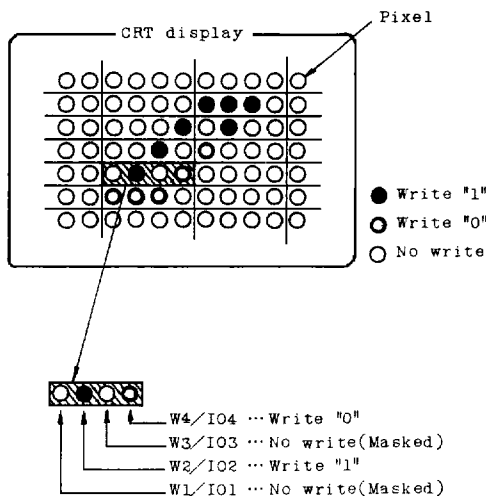 Pixel
CRT display
Write "1"
Write "0"
No write
W4/IO4 ··· Write "0"
W3/IO3 ··· No write(Masked)
W2/IO2 ··· Write "1"
W1/IO1 ··· No write(Masked)